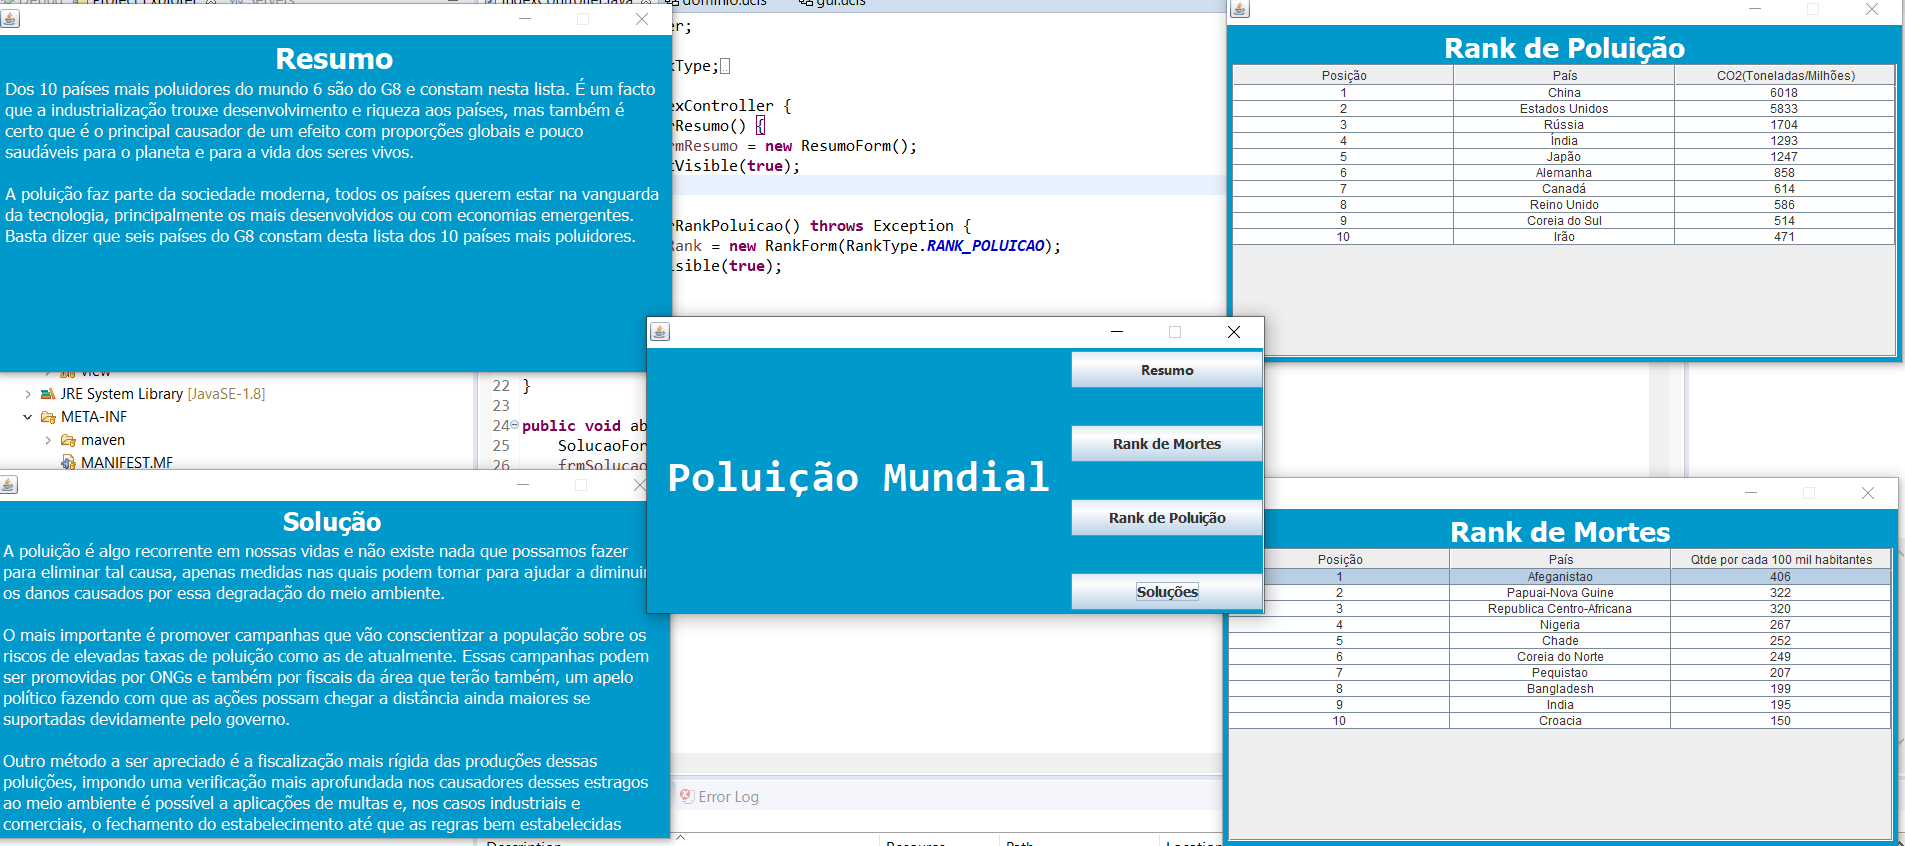 Resumo
Dos 10 países mais poluidores do mundo 6 são do G8 e constam nesta lista. É um facto
que a industrialização trouxe desenvolvimento e riqueza aos países, mas também é
certo que é o principal causador de um efeito com proporções globais e pouco
saudáveis para o planeta e para a vida dos seres vivos.
A poluição faz parte da sociedade moderna, todos os países querem estar na vanguarda
da tecnologia, principalmente os mais desenvolvidos ou com economias emergentes.
Basta dizer que seis países do G8 constam desta lista dos 10 países mais poluidores.
er;
kType;
exController {
rResumo() {
rmResumo = new ResumoForm();
tVisible(true);
rRankPoluicao() throws Exception {
Rank = new RankForm(RankType.RANK_POLUICAO);
isible(true);
Rank de Poluição
Posição País CO2(Toneladas/Milhões)
1 China 6018
2 Estados Unidos 5833
3 Rússia 1704
4 Índia 1293
5 Japão 1247
6 Alemanha 858
7 Canadá 614
8 Reino Unido 586
9 Coreia do Sul 514
10 Irão 471
view
JRE System Library [JavaSE-1.8]
META-INF
maven
MANIFEST.MF
22 }
23
24 public void ab
25 SolucaoFor
26 frmSolucao
Poluição Mundial
Resumo
Rank de Mortes
Rank de Poluição
Soluções
Solução
A poluição é algo recorrente em nossas vidas e não existe nada que possamos fazer
para eliminar tal causa, apenas medidas nas quais podem tomar para ajudar a diminuir
os danos causados por essa degradação do meio ambiente.
O mais importante é promover campanhas que vão conscientizar a população sobre os
riscos de elevadas taxas de poluição como as de atualmente. Essas campanhas podem
ser promovidas por ONGs e também por fiscais da área que terão também, um apelo
político fazendo com que as ações possam chegar a distância ainda maiores se
suportadas devidamente pelo governo.
Outro método a ser apreciado é a fiscalização mais rígida das produções dessas
poluições, impondo uma verificação mais aprofundada nos causadores desses estragos
ao meio ambiente é possível a aplicações de multas e, nos casos industriais e
comerciais, o fechamento do estabelecimento até que as regras bem estabelecidas
Rank de Mortes
Posição País Qtde por cada 100 mil habitantes
1 Afeganistao 406
2 Papuai-Nova Guine 322
3 Republica Centro-Africana 320
4 Nigeria 267
5 Chade 252
6 Coreia do Norte 249
7 Pequistao 207
8 Bangladesh 199
9 India 195
10 Croacia 150
Error Log
Description Resource Path Location